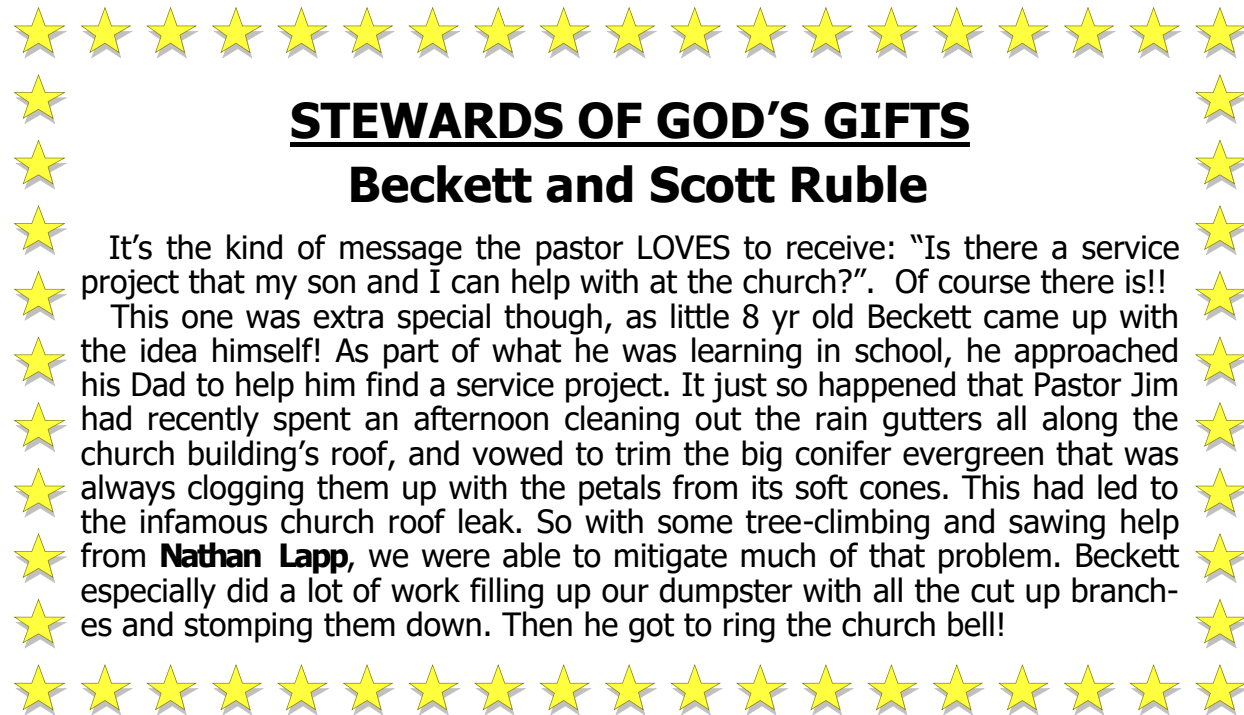 STEWARDS OF GOD’S GIFTS
Beckett and Scott Ruble
It’s the kind of message the pastor LOVES to receive: “Is there a service
project that my son and I can help with at the church?”.  Of course there is!!
This one was extra special though, as little 8 yr old Beckett came up with
the idea himself! As part of what he was learning in school, he approached
his Dad to help him find a service project. It just so happened that Pastor Jim
had recently spent an afternoon cleaning out the rain gutters all along the
church building’s roof, and vowed to trim the big conifer evergreen that was
always clogging them up with the petals from its soft cones. This had led to
the infamous church roof leak. So with some tree-climbing and sawing help
from Nathan Lapp, we were able to mitigate much of that problem. Beckett
especially did a lot of work filling up our dumpster with all the cut up branch-
es and stomping them down. Then he got to ring the church bell!